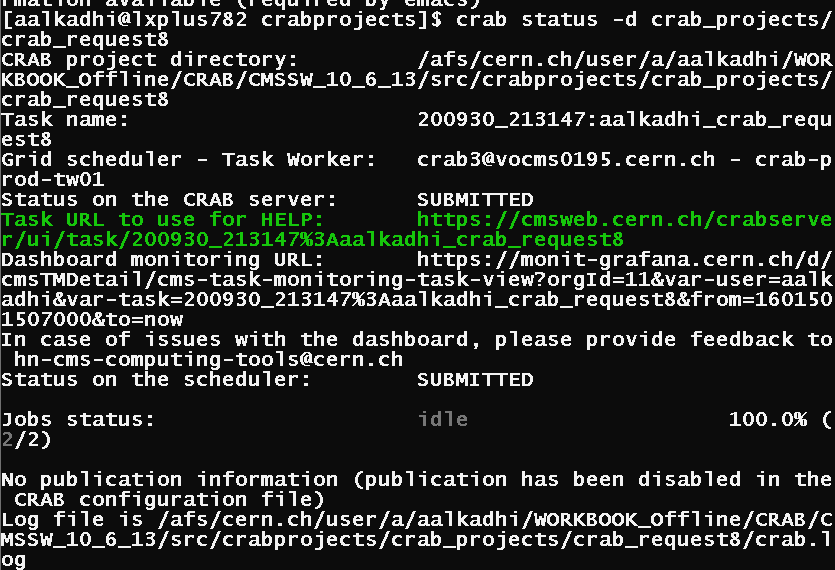 rmation available (required by emacs)
[aalkadhi@lxplus782 crabprojects]$ crab status -d crab_projects/
crab_request8
CRAB project directory: /afs/cern.ch/user/a/aalkadhi/WOR
KBOOK_Offline/CRAB/CMSSW_10_6_13/src/crabprojects/crab_projects/
crab_request8
Task name: 200930_213147:aalkadhi_crab_requ
est8
Grid scheduler - Task Worker: crab3@vocms0195.cern.ch - crab-p
rod-tw01
Status on the CRAB server: SUBMITTED
Task URL to use for HELP: https://cmsweb.cern.ch/crabserve
r/ui/task/200930_213147%3Aaalkadhi_crab_request8
Dashboard monitoring URL: https://monit-grafana.cern.ch/d/
cmsTMDetail/cms-task-monitoring-task-view?orgId=11&var-user=aalk
adhi&var-task=200930_213147%3Aaalkadhi_crab_request8&from=160150
1507000&to=now
In case of issues with the dashboard, please provide feedback to
 hn-cms-computing-tools@cern.ch
Status on the scheduler: SUBMITTED
Jobs status: idle 100.0% (
2/2)
No publication information (publication has been disabled in the
 CRAB configuration file)
Log file is /afs/cern.ch/user/a/aalkadhi/WORKBOOK_Offline/CRAB/C
MSSW_10_6_13/src/crabprojects/crab_projects/crab_request8/crab.l
og